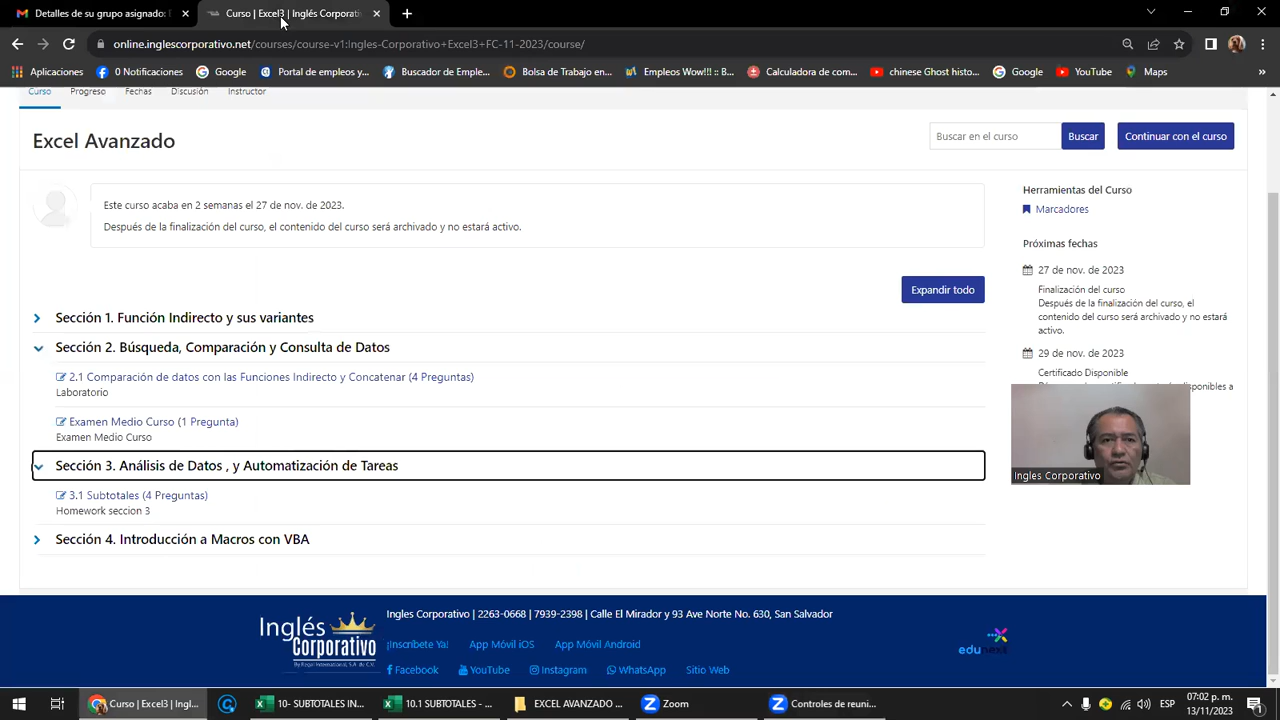 Detalles de su grupo asignado:
Curso | Excel3 | Inglés Corporati
online.inglescorporativo.net/courses/course-v1:Ingles-Corporativo+Excel3+FC-11-2023/course/
Aplicaciones
0 Notificaciones
Google
Portal de empleos y...
Buscador de Emple...
Bolsa de Trabajo en...
Empleos Wow!!! :: B...
Calculadora de com...
chinese Ghost histo...
Google
YouTube
Maps
Curso
Progreso
Fechas
Discusión
Instructor
Excel Avanzado
Buscar en el curso
Buscar
Continuar con el curso
Este curso acaba en 2 semanas el 27 de nov. de 2023.
Después de la finalización del curso, el contenido del curso será archivado y no estará activo.
Herramientas del Curso
Marcadores
Próximas fechas
27 de nov. de 2023
Finalización del curso
Después de la finalización del curso, el
contenido del curso será archivado y no estará
activo.
29 de nov. de 2023
Certificado Disponible
disponibles a
Expandir todo
Sección 1. Función Indirecto y sus variantes
Sección 2. Búsqueda, Comparación y Consulta de Datos
2.1 Comparación de datos con las Funciones Indirecto y Concatenar (4 Preguntas)
Laboratorio
Examen Medio Curso (1 Pregunta)
Examen Medio Curso
Sección 3. Análisis de Datos , y Automatización de Tareas
3.1 Subtotales (4 Preguntas)
Homework seccion 3
Sección 4. Introducción a Macros con VBA
Ingles Corporativo
Inglés
Corporativo
By Regal International, S.A. de C.V.
Ingles Corporativo | 2263-0668 | 7939-2398 | Calle El Mirador y 93 Ave Norte No. 630, San Salvador
¡Inscríbete Ya!
App Móvil iOS
App Móvil Android
Facebook
YouTube
Instagram
WhatsApp
Sitio Web
edunext
Curso | Excel3 | Ingl...
10- SUBTOTALES IN...
10.1 SUBTOTALES - ...
EXCEL AVANZADO ...
Zoom
Controles de reuni...
ESP
07:02 p. m.
13/11/2023